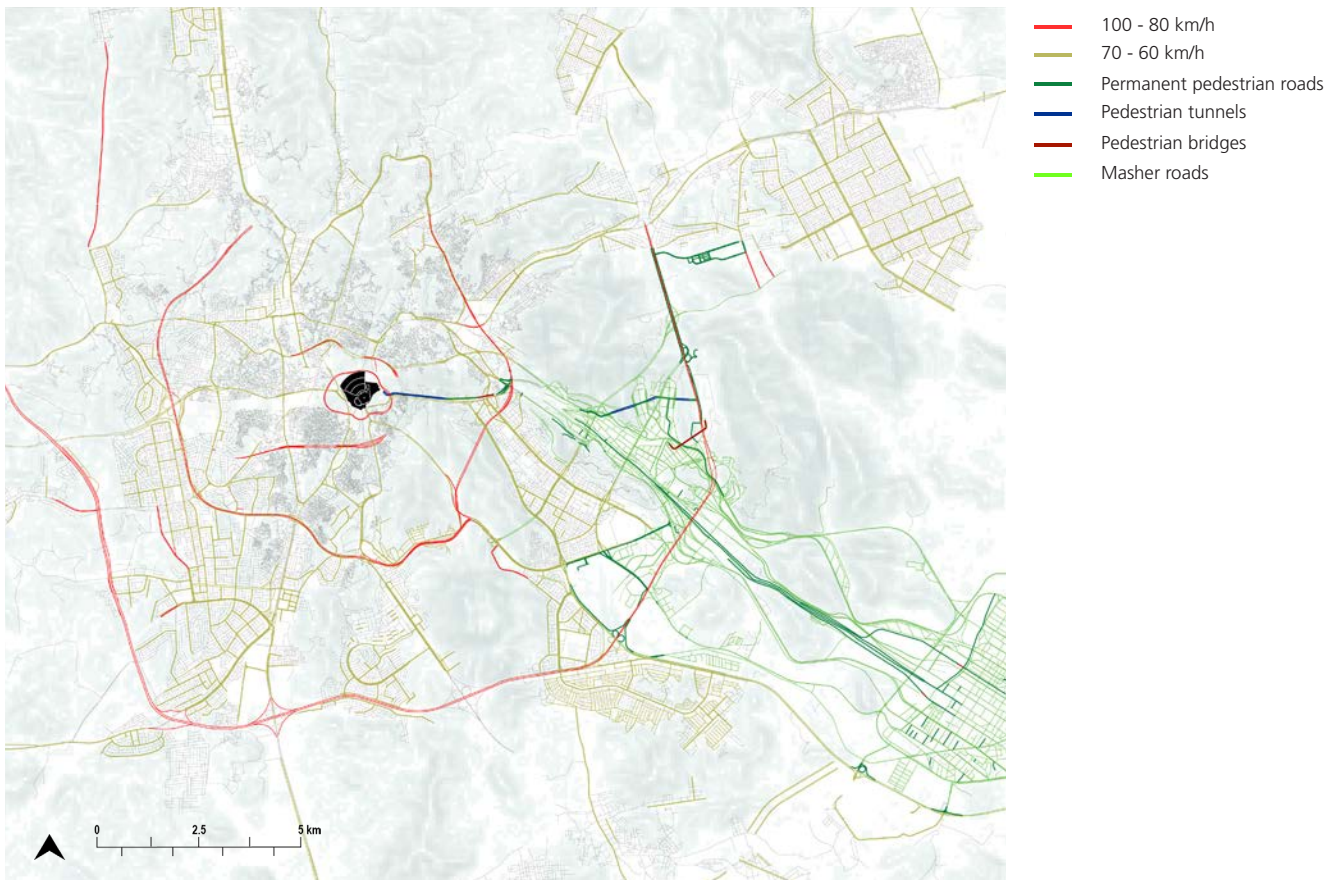 100 - 80 km/h
70 - 60 km/h
Permanent pedestrian roads
Pedestrian tunnels
Pedestrian bridges
Masher roads
0 2.5 5 km